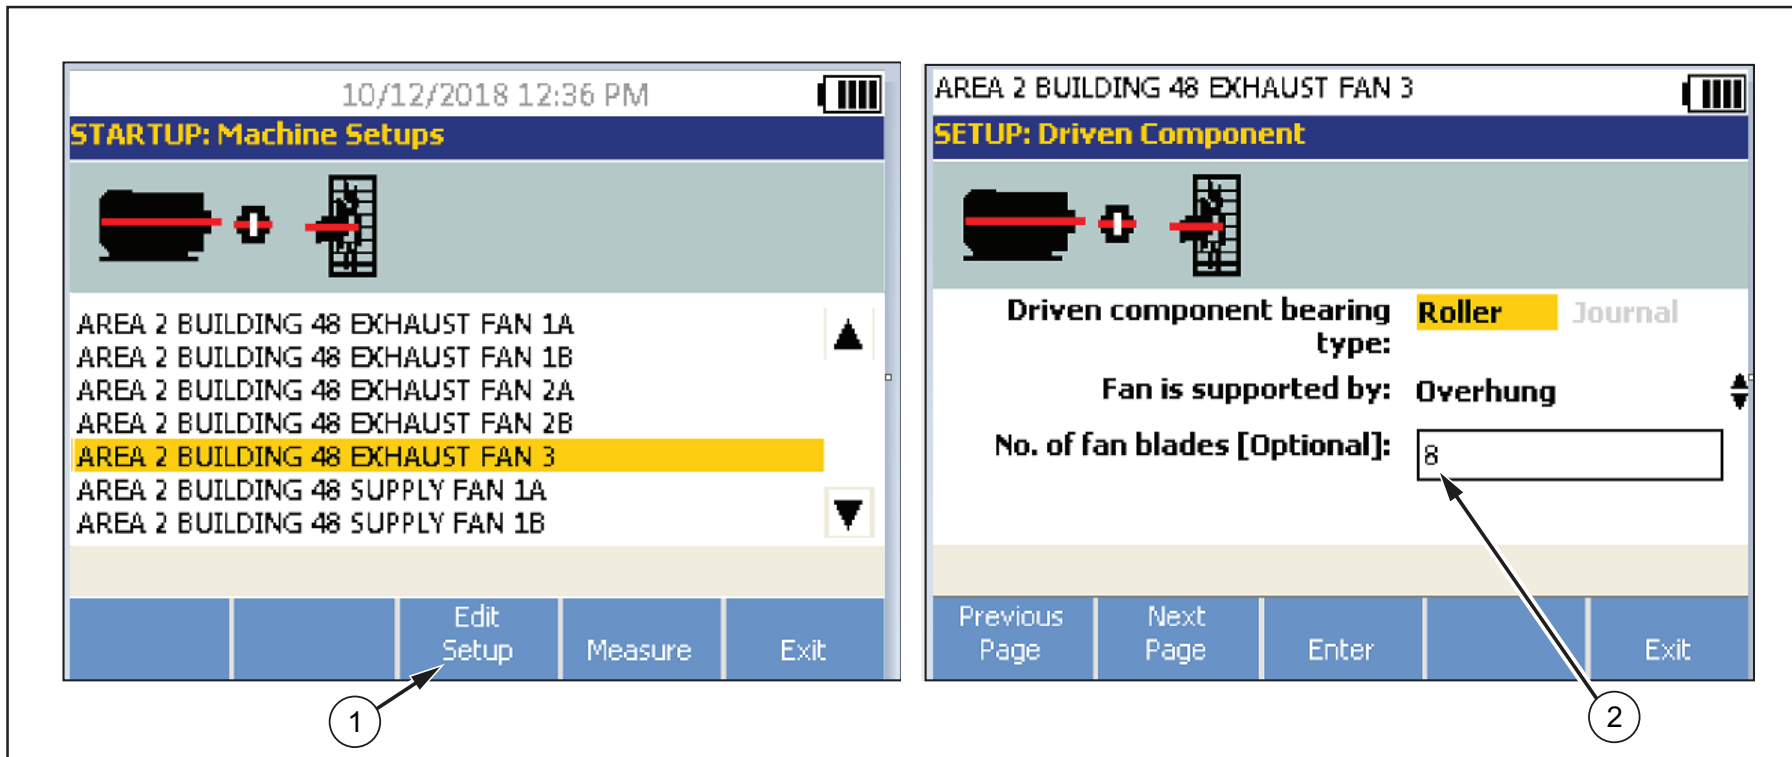 10/12/2018 12:36 PM
STARTUP: Machine Setups
AREA 2 BUILDING 48 EXHAUST FAN 1A
AREA 2 BUILDING 48 EXHAUST FAN 1B
AREA 2 BUILDING 48 EXHAUST FAN 2A
AREA 2 BUILDING 48 EXHAUST FAN 2B
AREA 2 BUILDING 48 EXHAUST FAN 3
AREA 2 BUILDING 48 SUPPLY FAN 1A
AREA 2 BUILDING 48 SUPPLY FAN 1B
Edit
Setup
Measure
Exit
1
AREA 2 BUILDING 48 EXHAUST FAN 3
SETUP: Driven Component
Driven component bearing
type:
Roller
Journal
Fan is supported by:
Overhung
No. of fan blades [Optional]:
8
Previous
Page
Next
Page
Enter
Exit
2